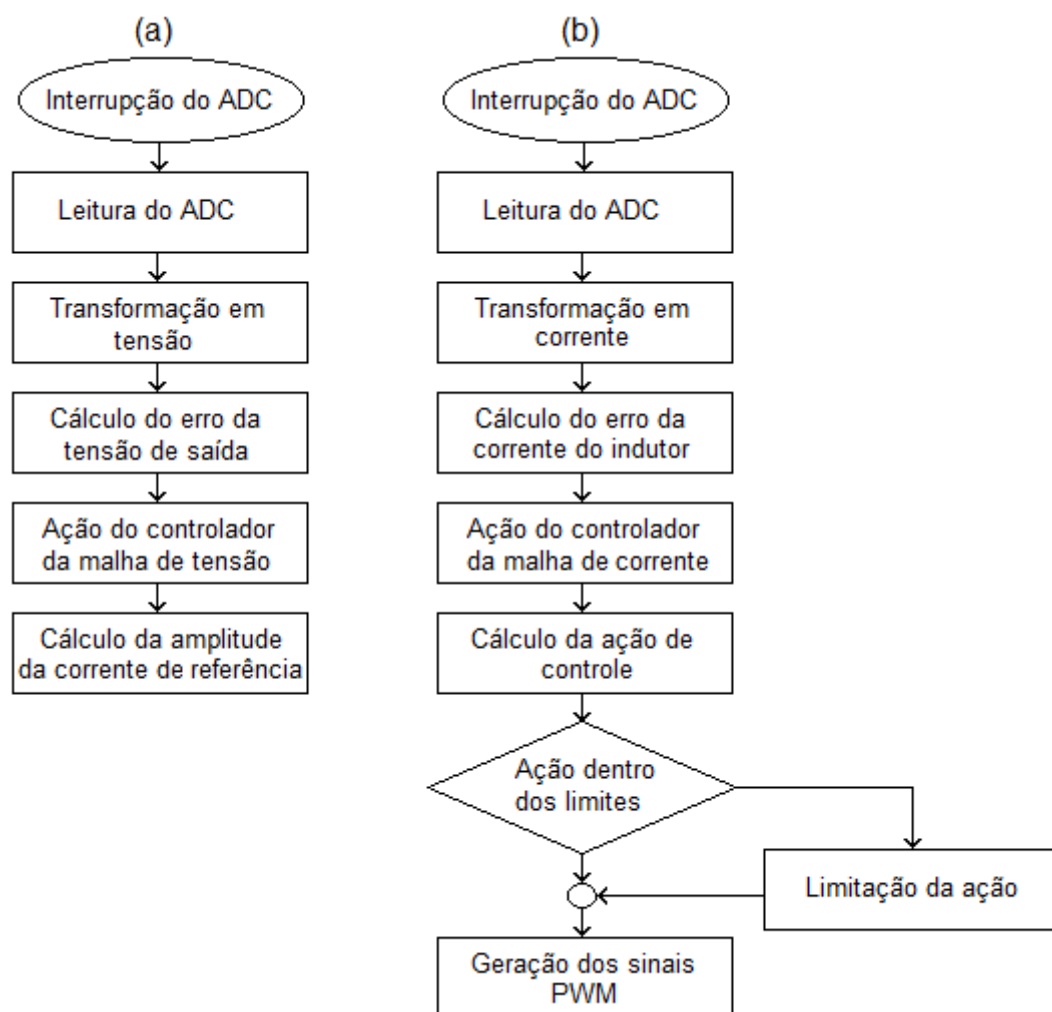 (a)
Interrupção do ADC
Leitura do ADC
Transformação em
tensão
Cálculo do erro da
tensão de saída
Ação do controlador
da malha de tensão
Cálculo da amplitude
da corrente de referência
(b)
Interrupção do ADC
Leitura do ADC
Transformação em
corrente
Cálculo do erro da
corrente do indutor
Ação do controlador
da malha de corrente
Cálculo da ação de
controle
Ação dentro
dos limites
Limitação da ação
Geração dos sinais
PWM